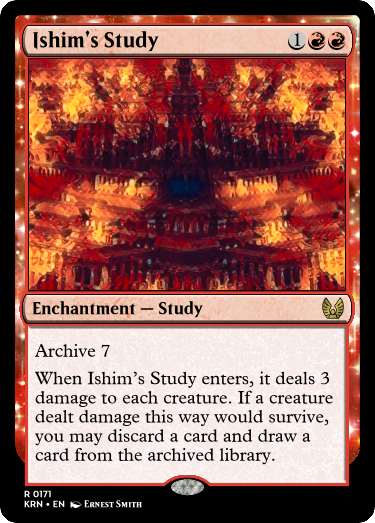 Ishim's Study 1
Enchantment — Study
Archive 7
When Ishim's Study enters, it deals 3
damage to each creature. If a creature
dealt damage this way would survive,
you may discard a card and draw a
card from the archived library.
R 0171
KRN • EN Ernest Smith